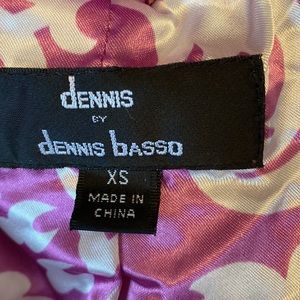 dENNIS
BY
dENNIS bASSO
XS
MADE IN
CHINA